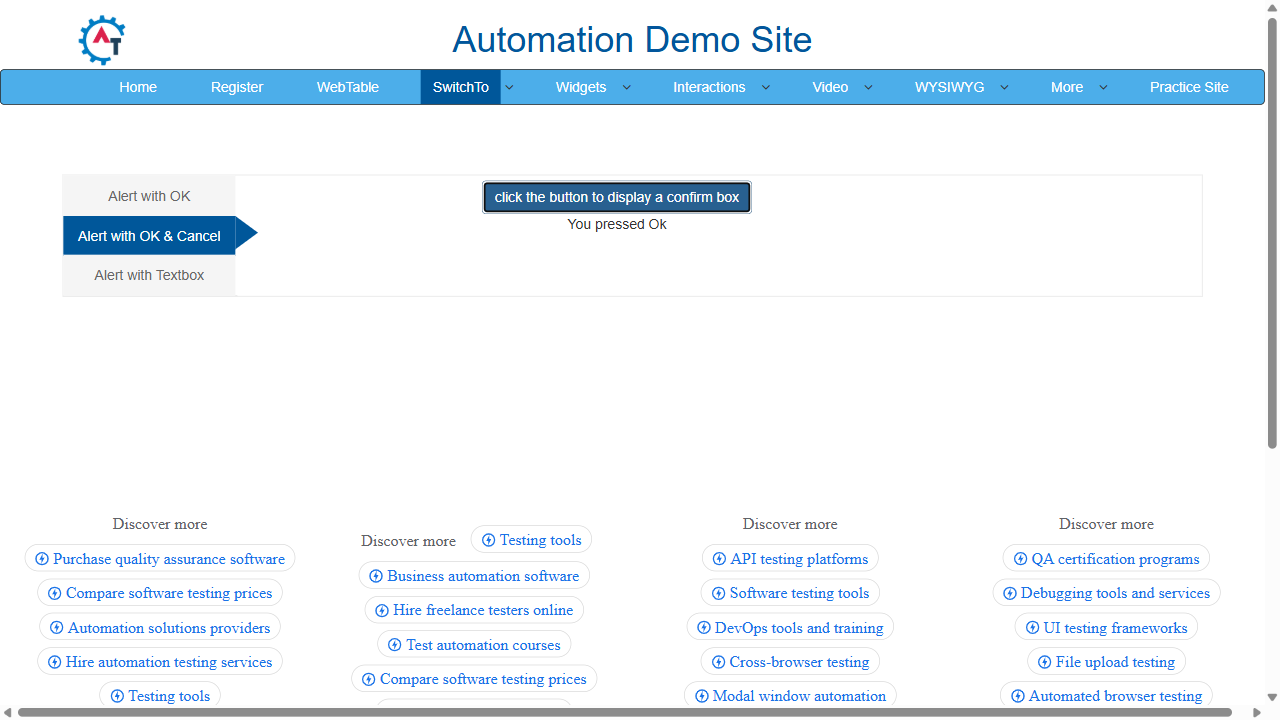 AT
Automation Demo Site
Home Register WebTable SwitchTo Widgets Interactions Video WYSIWYG More Practice Site
Alert with OK
Alert with OK & Cancel
Alert with Textbox
click the button to display a confirm box
You pressed Ok
Discover more
Purchase quality assurance software
Compare software testing prices
Automation solutions providers
Hire automation testing services
Testing tools
Discover more Testing tools
Business automation software
Hire freelance testers online
Test automation courses
Compare software testing prices
Discover more
API testing platforms
Software testing tools
DevOps tools and training
Cross-browser testing
Modal window automation
Discover more
QA certification programs
Debugging tools and services
UI testing frameworks
File upload testing
Automated browser testing